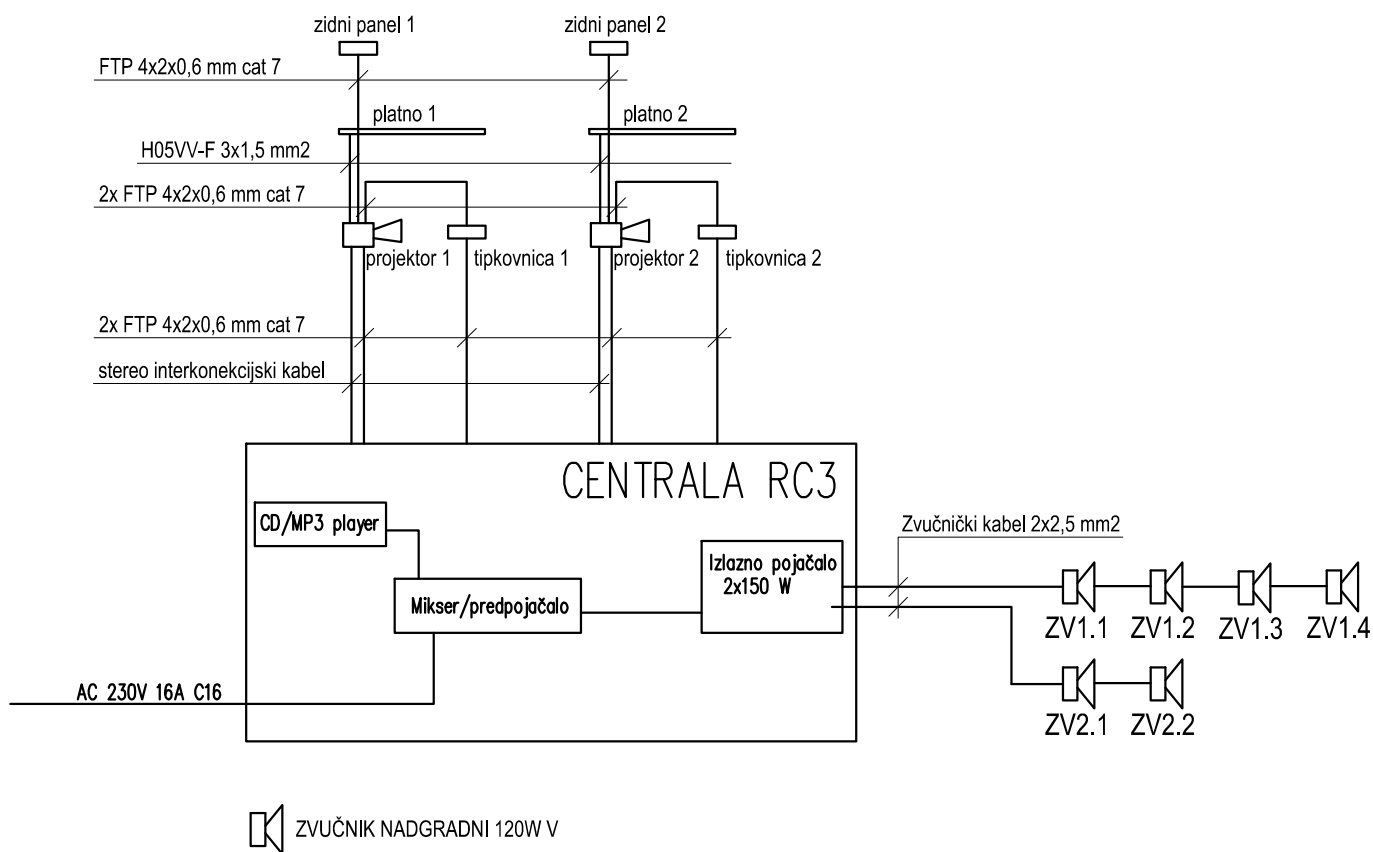 zidni panel 1
zidni panel 2
FTP 4x2x0,6 mm cat 7
platno 1
platno 2
H05VV-F 3x1,5 mm2
2x FTP 4x2x0,6 mm cat 7
projektor 1
tipkovnica 1
projektor 2
tipkovnica 2
2x FTP 4x2x0,6 mm cat 7
stereo interkonekcijski kabel
CENTRALA RC3
CD/MP3 player
Zvučnički kabel 2x2,5 mm2
Izlazno pojačalo
2x150 W
Mikser/predpojačalo
ZV1.1
ZV1.2
ZV1.3
ZV1.4
AC 230V 16A C16
ZV2.1
ZV2.2
ZVUČNIK NADGRADNI 120W V